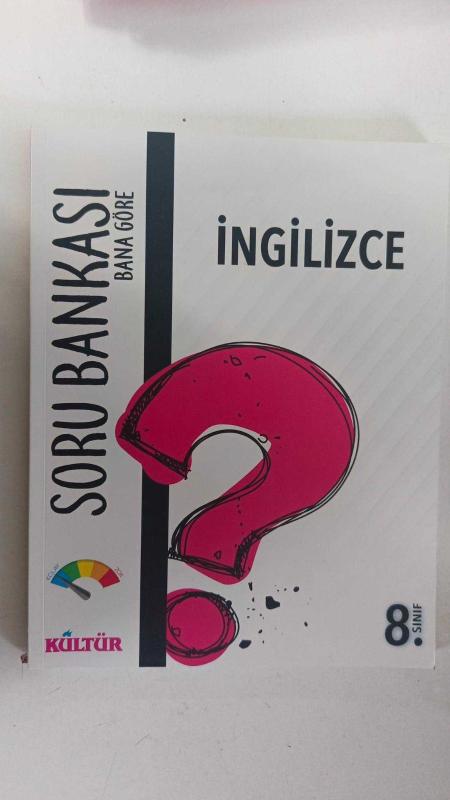 SORU BANKASI
BANA GÖRE
İNGİLİZCE
KOLAY
ZOR
KÜLTÜR
8.
SINIF